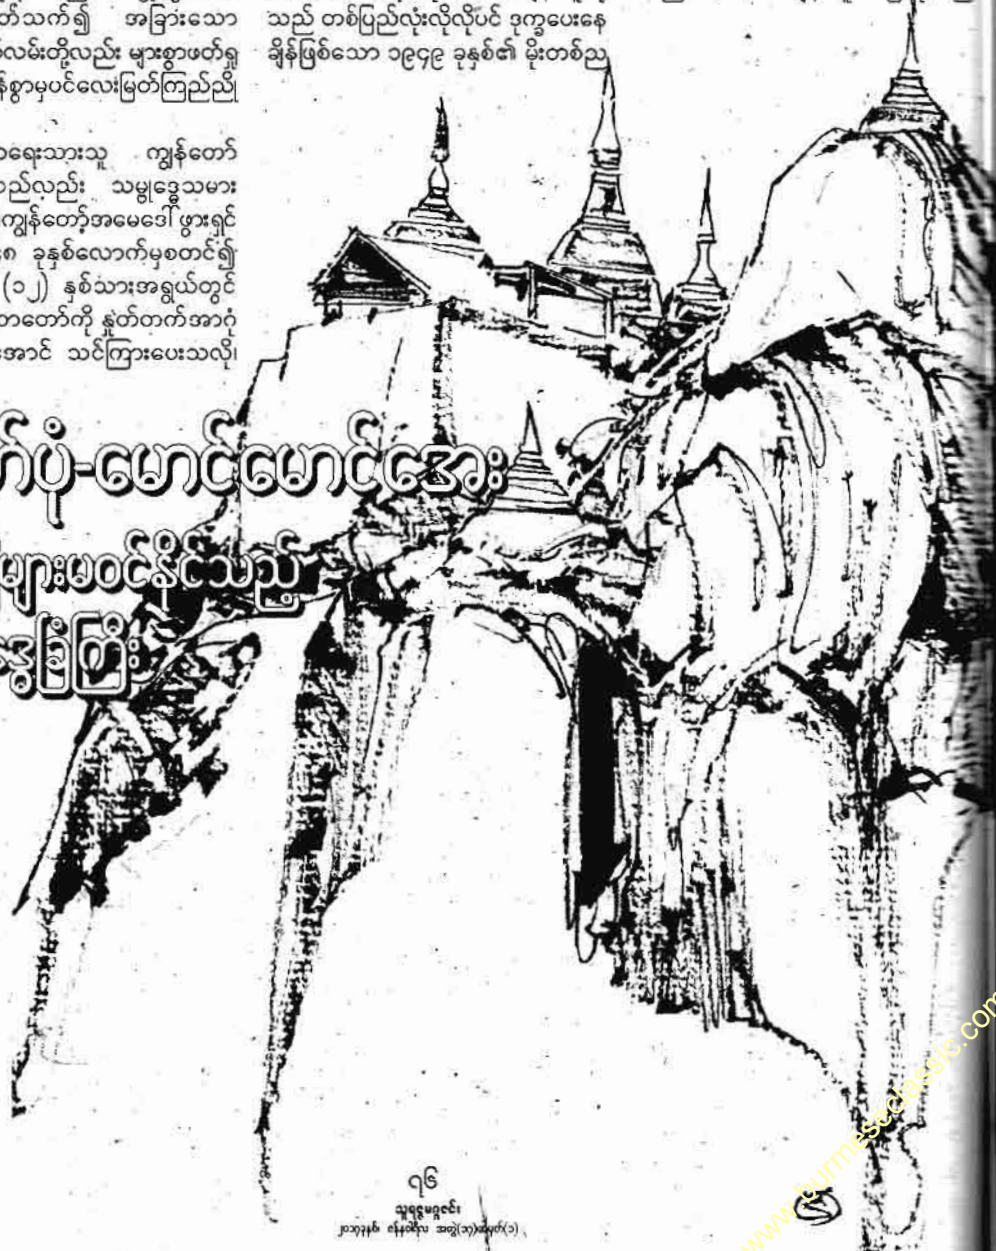 တ်သက်၍ အခြားသော
လမ်းတို့လည်း များစွာဖတ်ရှု
န်စွာမှပင်လေးမြတ်ကြည်ညို
ရေးသားသူ ကျွန်တော်
သည်လည်း သမ္ဗုဒ္ဓေသမား
ကျွန်တော့်အမေဒေါ်ဖွားရှင်
ခုနှစ်လောက်မှစတင်၍
(၁၂) နှစ်သားအရွယ်တွင်
တော်ကို နှုတ်တက်အာဂုံ
အောင် သင်ကြားပေးသလို၊
သည် တစ်ပြည်လုံးလိုလိုပင် ဒုက္ခပေးနေ
ချိန်ဖြစ်သော ၁၉၄၉ ခုနှစ်၏ မိုးတစ်ည
ပုံ-မောင်မောင်အေး
များမဝင်နိုင်သည့်
ခြံကြီး
၇၆
သူရဇ္ဇမဂ္ဂဇင်း
www.burmeseclassic.com